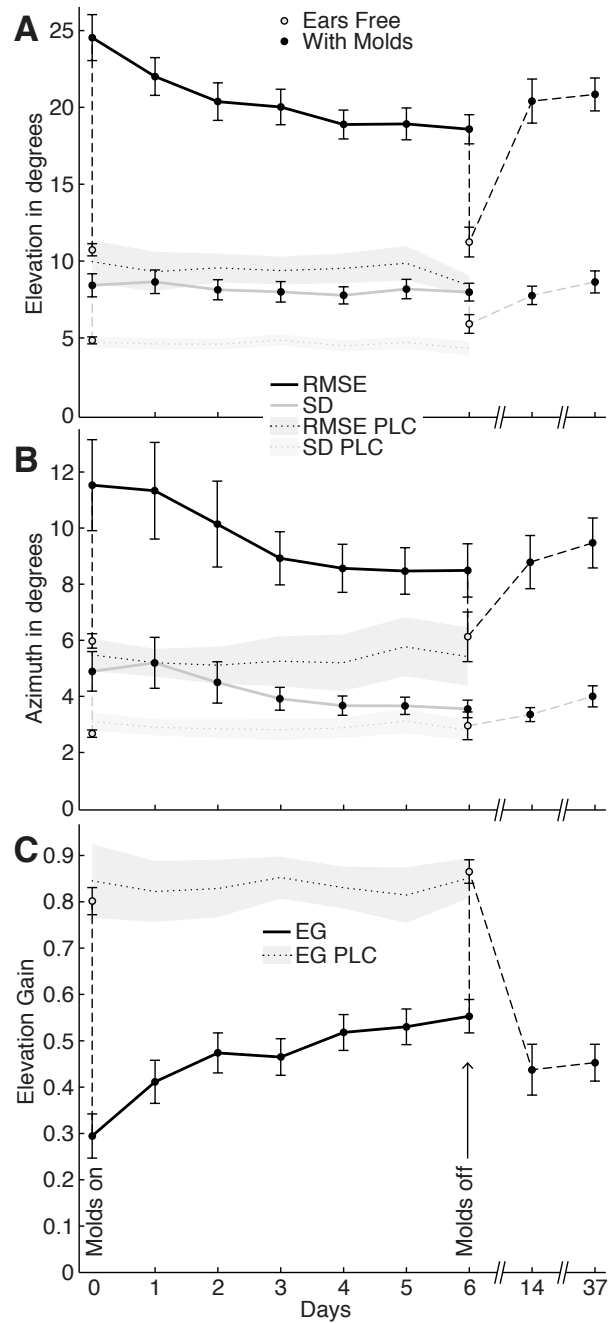 A
Ears Free
With Molds
25
20
15
10
5
0
Elevation in degrees
RMSE
SD
RMSE PLC
SD PLC
B
12
10
8
6
4
2
0
Azimuth in degrees
C
0.9
0.8
0.7
0.6
0.5
0.4
0.3
0.2
0.1
0
Elevation Gain
EG
EG PLC
Molds on
Molds off
0 1 2 3 4 5 6 14 37
Days